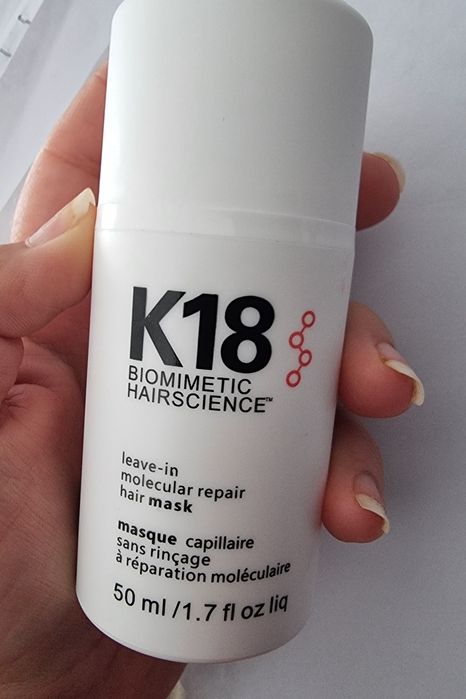 K18
BIOMIMETIC
HAIRSCIENCE™
leave-in
molecular repair
hair mask
masque capillaire
sans rinçage
à réparation moléculaire
50 ml /1.7 fl oz liq